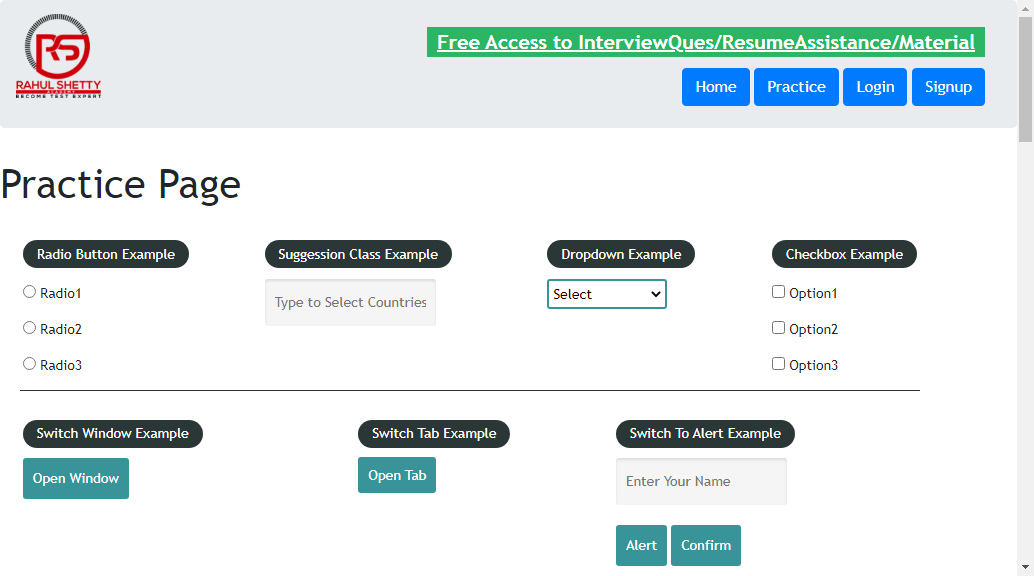 RAHUL SHETTY
ACADEMY
BECOME TEST EXPERT
Free Access to InterviewQues/ResumeAssistance/Material
Home Practice Login Signup
Practice Page
Radio Button Example Suggession Class Example Dropdown Example Checkbox Example
Radio1 Type to Select Countries Select Option1
Radio2 Option2
Radio3 Option3
Switch Window Example Switch Tab Example Switch To Alert Example
Open Window Open Tab Enter Your Name
Alert Confirm